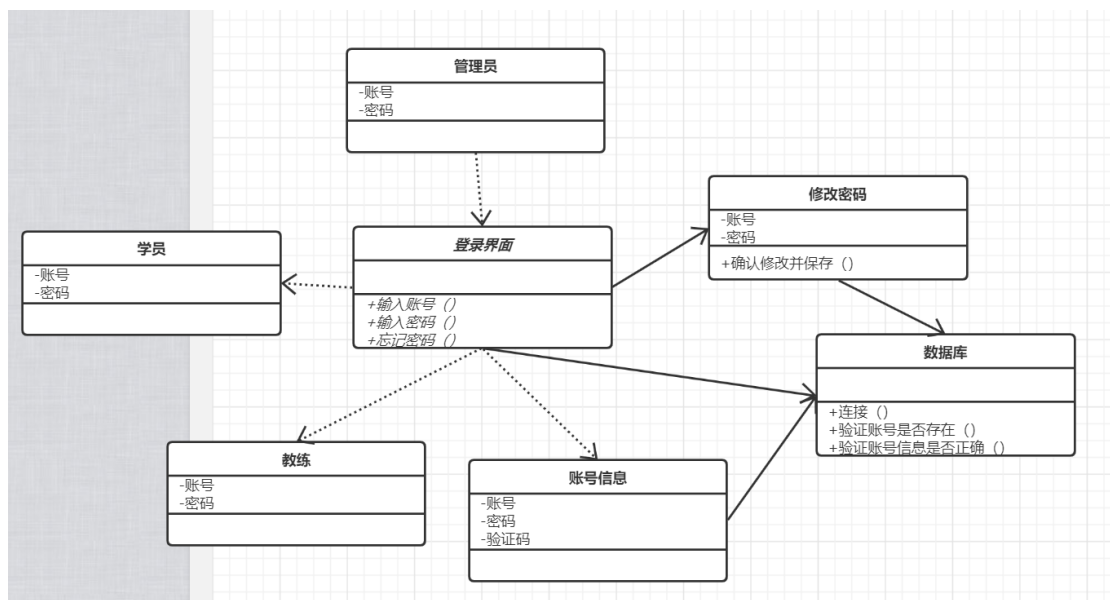 管理员
-账号
-密码
修改密码
-账号
-密码
+确认修改并保存（）
学员
-账号
-密码
登录界面
+输入账号（）
+输入密码（）
+忘记密码（）
数据库
+连接（）
+验证账号是否存在（）
+验证账号信息是否正确（）
教练
-账号
-密码
账号信息
-账号
-密码
-验证码